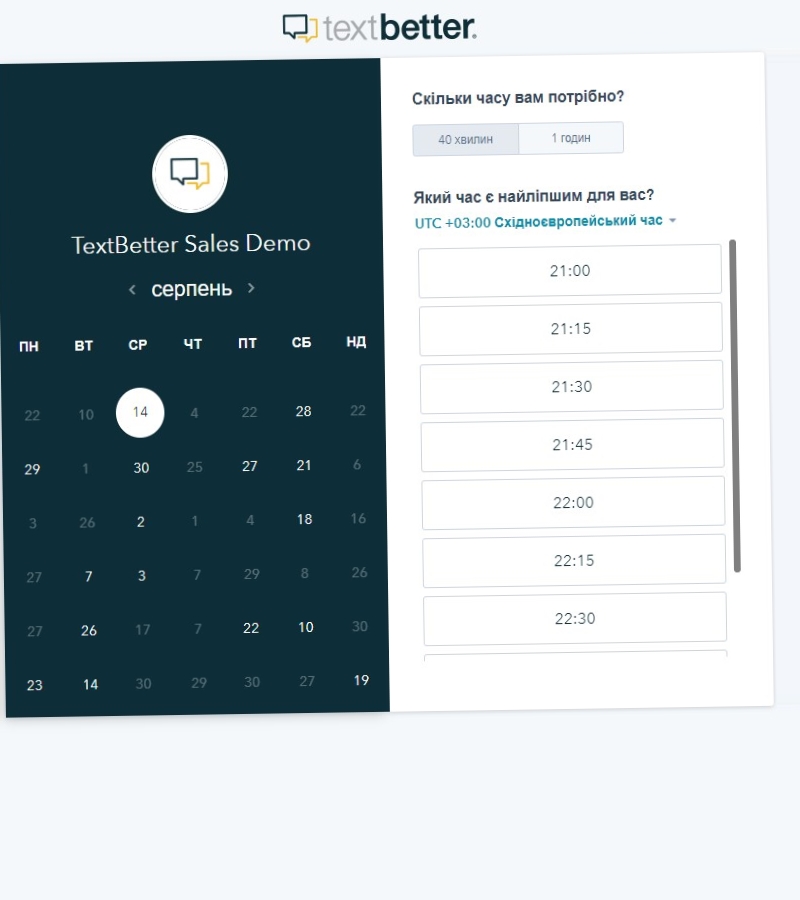 textbetter.
TextBetter Sales Demo
серпень
ПН ВТ СР ЧТ ПТ СБ НД
22 10 14 4 22 28 22
29 1 30 25 27 21 6
3 26 2 1 4 18 16
27 7 3 7 29 8 26
27 26 17 7 22 10 30
23 14 30 29 30 27 19
Скільки часу вам потрібно?
40 хвилин 1 годин
Який час є найліпшим для вас?
UTC +03:00 Східноєвропейський час
21:00
21:15
21:30
21:45
22:00
22:15
22:30